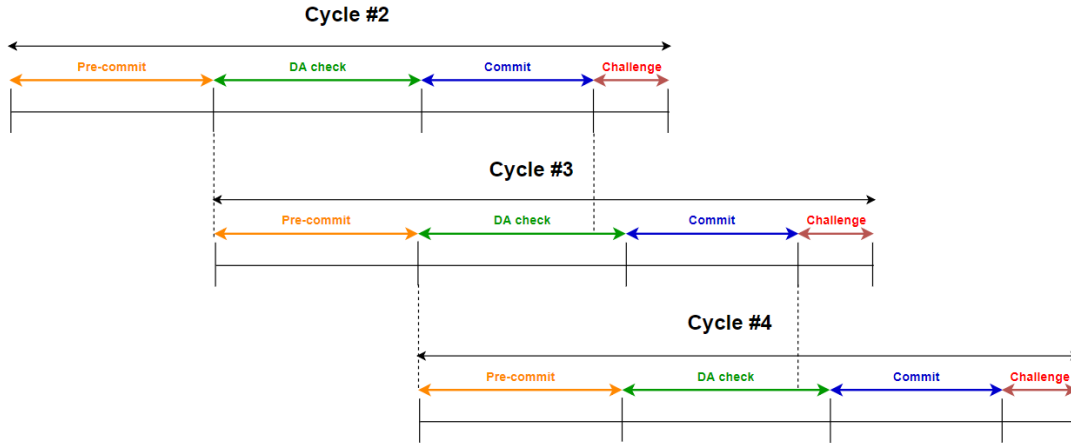 Cycle #2
Pre-commit DA check Commit Challenge
Cycle #3
Pre-commit DA check Commit Challenge
Cycle #4
Pre-commit DA check Commit Challenge